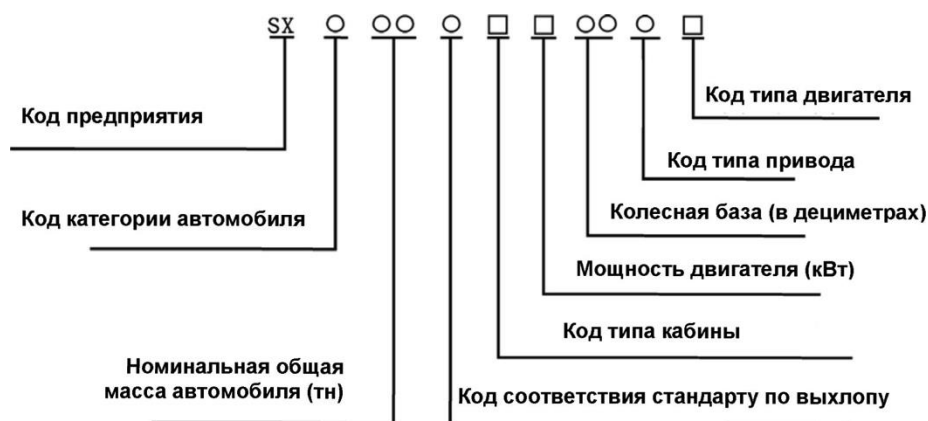 SX ○ ○○ ○ □ □ ○○ ○ □
Код типа двигателя
Код предприятия
Код типа привода
Код категории автомобиля
Колесная база (в дециметрах)
Мощность двигателя (кВт)
Код типа кабины
Номинальная общая
масса автомобиля (тн)
Код соответствия стандарту по выхлопу